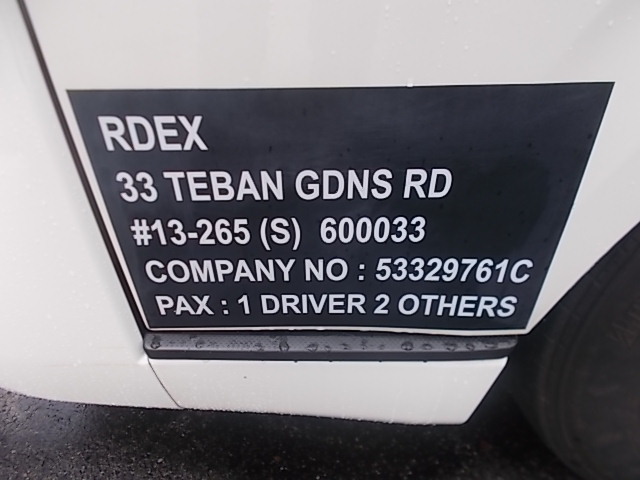 RDEX
33 TEBAN GDNS RD
#13-265 (S) 600033
COMPANY NO : 53329761C
PAX : 1 DRIVER 2 OTHERS